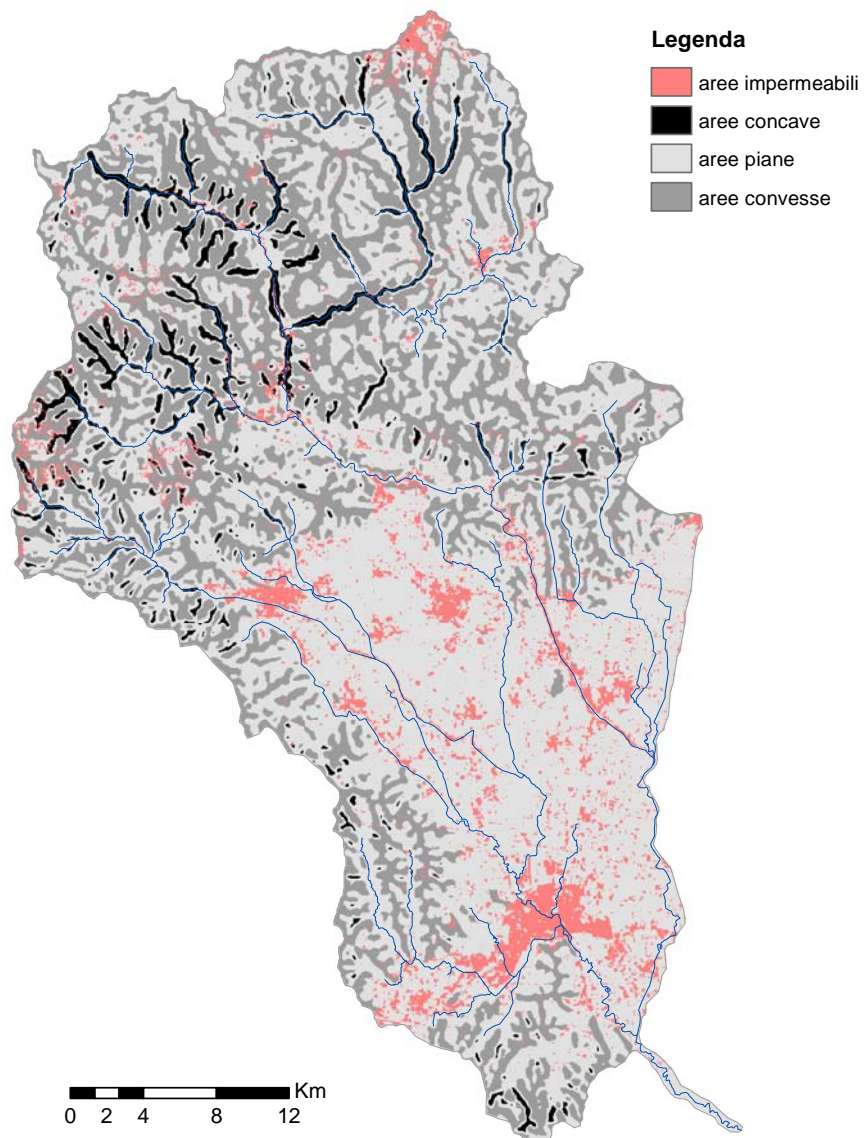 Legenda
aree impermeabili
aree concave
aree piane
aree convesse
Km
0 2 4 8 12